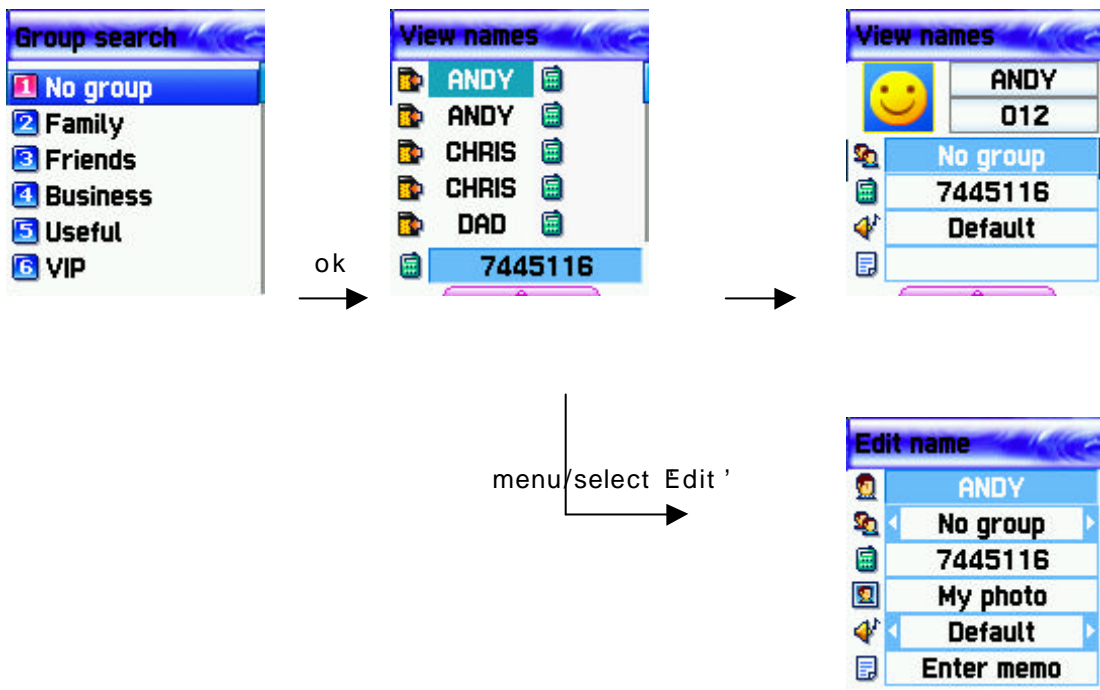 Group search
1 No group
2 Family
3 Friends
4 Business
5 Useful
6 VIP
ok
View names
ANDY
ANDY
CHRIS
CHRIS
DAD
7445116
View names
ANDY
012
No group
7445116
Default
menu/select ‘Edit ’
Edit name
ANDY
No group
7445116
My photo
Default
Enter memo